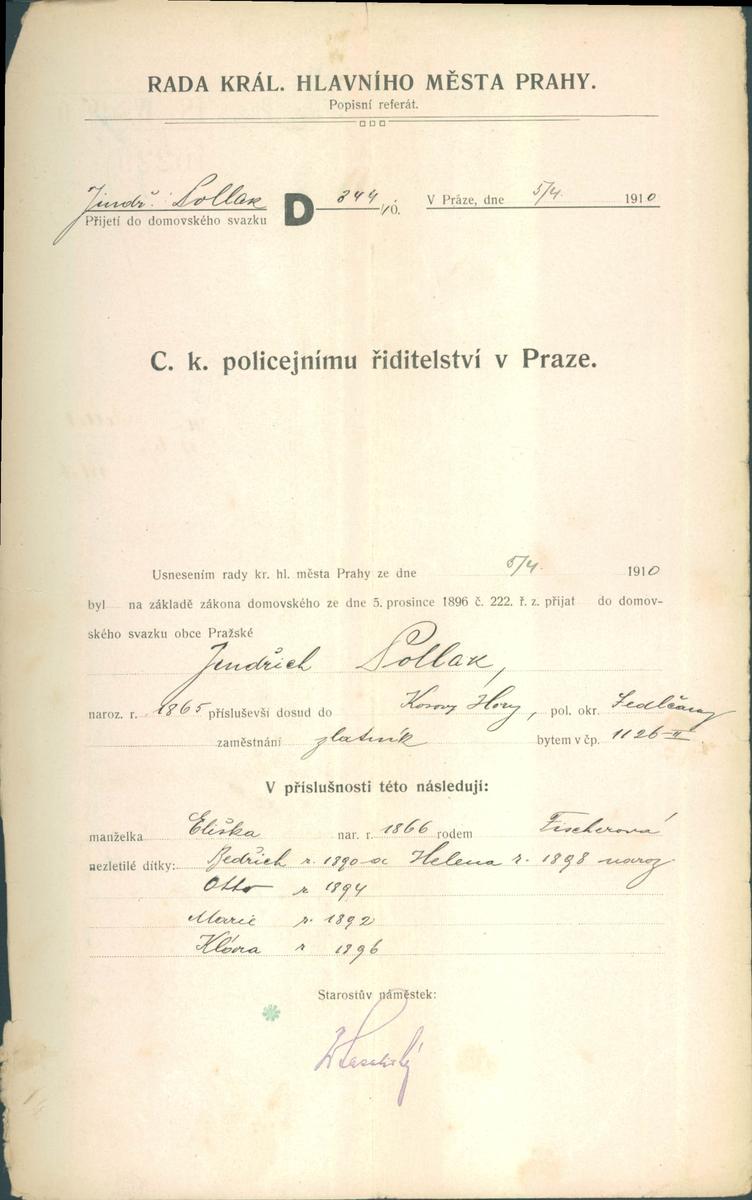 RADA KRÁL. HLAVNÍHO MĚSTA PRAHY.
Popisní referát.
Jindř. Pollak D 344/10. V Práze, dne 5/4. 1910
Přijetí do domovského svazku
C. k. policejnímu řiditelství v Praze.
Usnesením rady kr. hl. města Prahy ze dne 5/4. 1910
byl na základě zákona domovského ze dne 5. prosince 1896 č. 222. ř. z. přijat do domov-
ského svazku obce Pražské
Jindřich Pollak,
naroz. r. 1865 přísluševší dosud do Kosovy Hory, pol. okr. Sedlčany
zaměstnání zlatník bytem v čp. 1126-II
V příslušnosti této následují:
manželka Eliška nar. r. 1866 rodem Fischerová
nezletilé dítky: Bedřich r. 1890 a Helena r. 1898 naroz.
Otto r 1894
Marie r. 1892
Klára r 1896
Starostův náměstek: